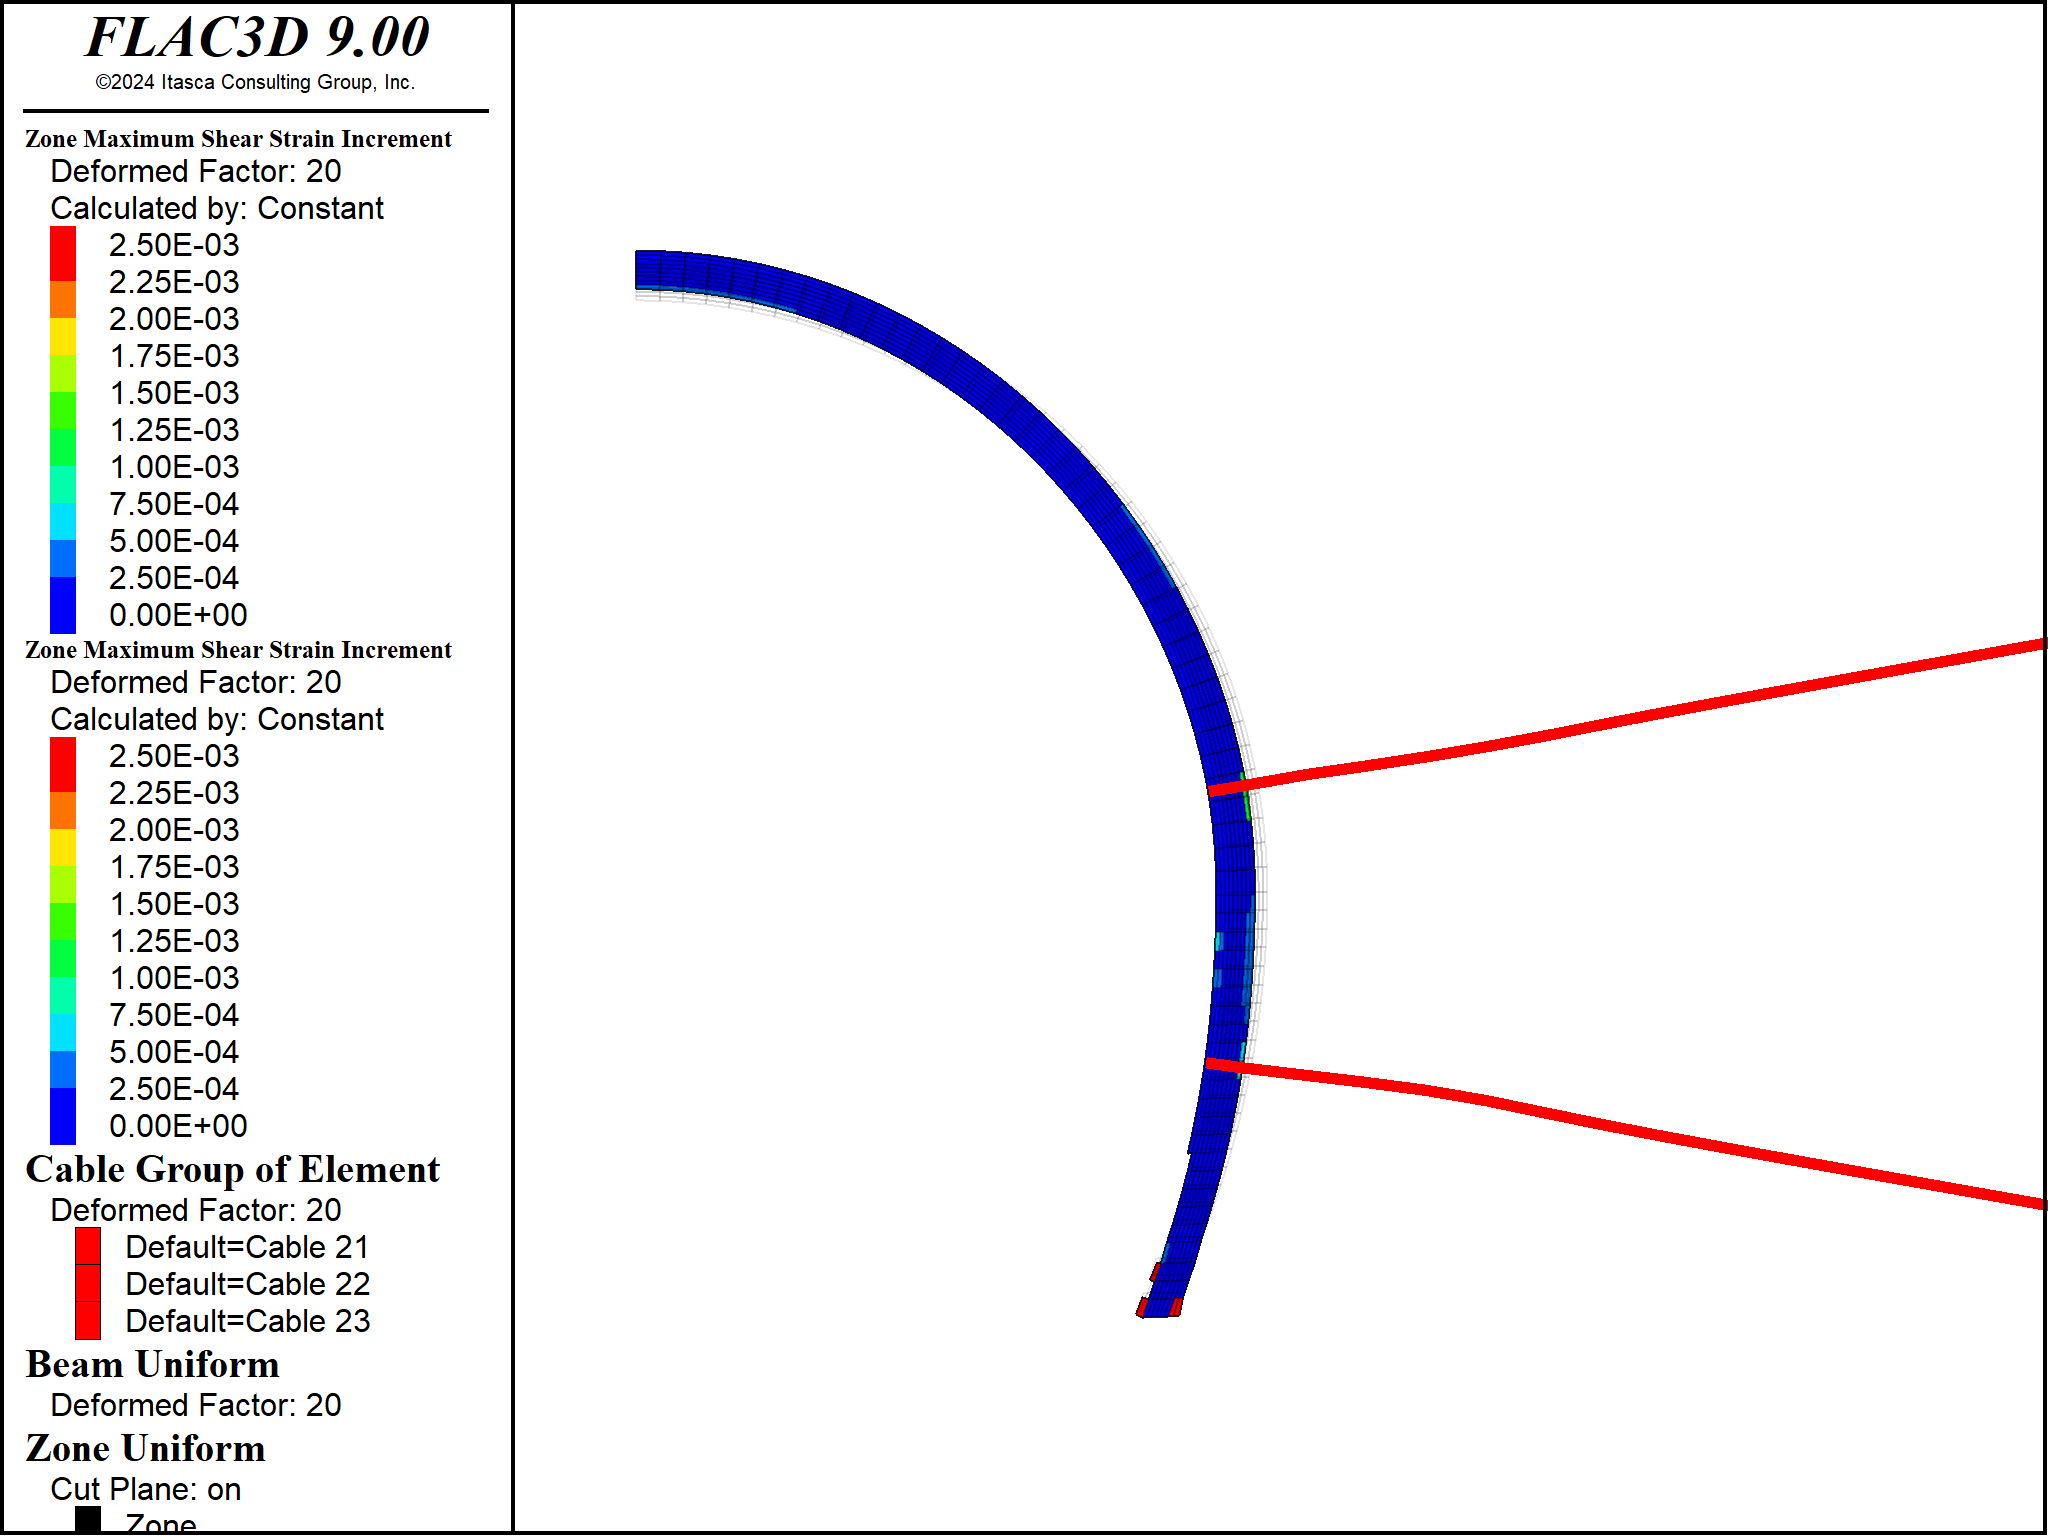 FLAC3D 9.00
©2024 Itasca Consulting Group, Inc.
Zone Maximum Shear Strain Increment
Deformed Factor: 20
Calculated by: Constant
2.50E-03
2.25E-03
2.00E-03
1.75E-03
1.50E-03
1.25E-03
1.00E-03
7.50E-04
5.00E-04
2.50E-04
0.00E+00
Zone Maximum Shear Strain Increment
Deformed Factor: 20
Calculated by: Constant
2.50E-03
2.25E-03
2.00E-03
1.75E-03
1.50E-03
1.25E-03
1.00E-03
7.50E-04
5.00E-04
2.50E-04
0.00E+00
Cable Group of Element
Deformed Factor: 20
Default=Cable 21
Default=Cable 22
Default=Cable 23
Beam Uniform
Deformed Factor: 20
Zone Uniform
Cut Plane: on
Zone